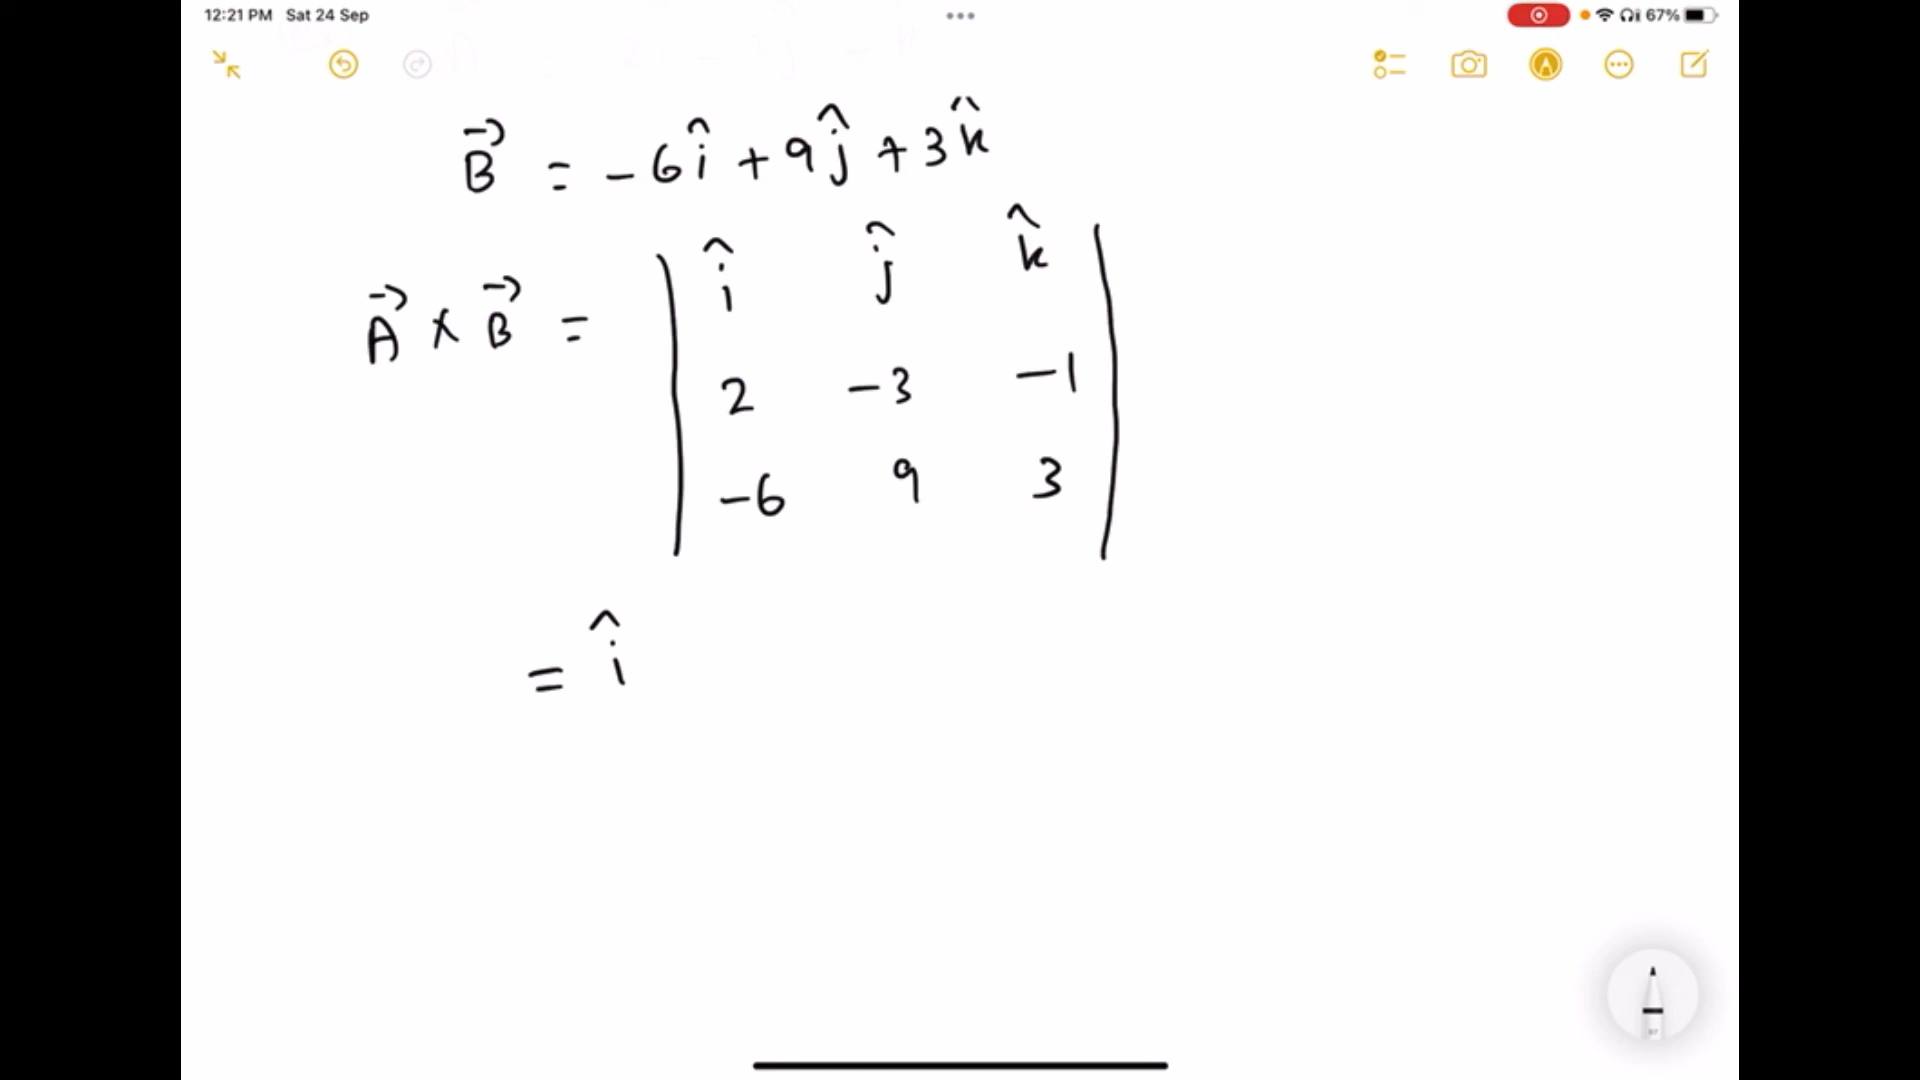 12:21 PM Sat 24 Sep
67%
B⃗ = -6î + 9ĵ + 3k̂
A⃗ × B⃗ = | î ĵ k̂ |
2 -3 -1
-6 9 3
= î